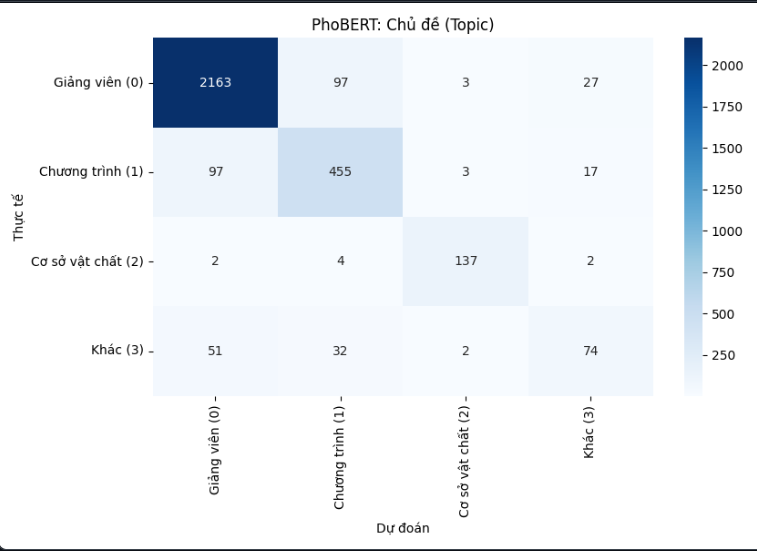 PhoBERT: Chủ đề (Topic)
Giảng viên (0)
2163 97 3 27
Chương trình (1)
97 455 3 17
Cơ sở vật chất (2)
2 4 137 2
Khác (3)
51 32 2 74
Thực tế
Giảng viên (0)
Chương trình (1)
Cơ sở vật chất (2)
Khác (3)
Dự đoán
2000
1750
1500
1250
1000
750
500
250